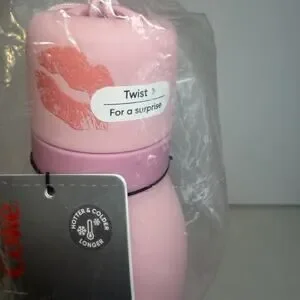 Twist >
For a surprise
HOTTER & COLDER
LONGER